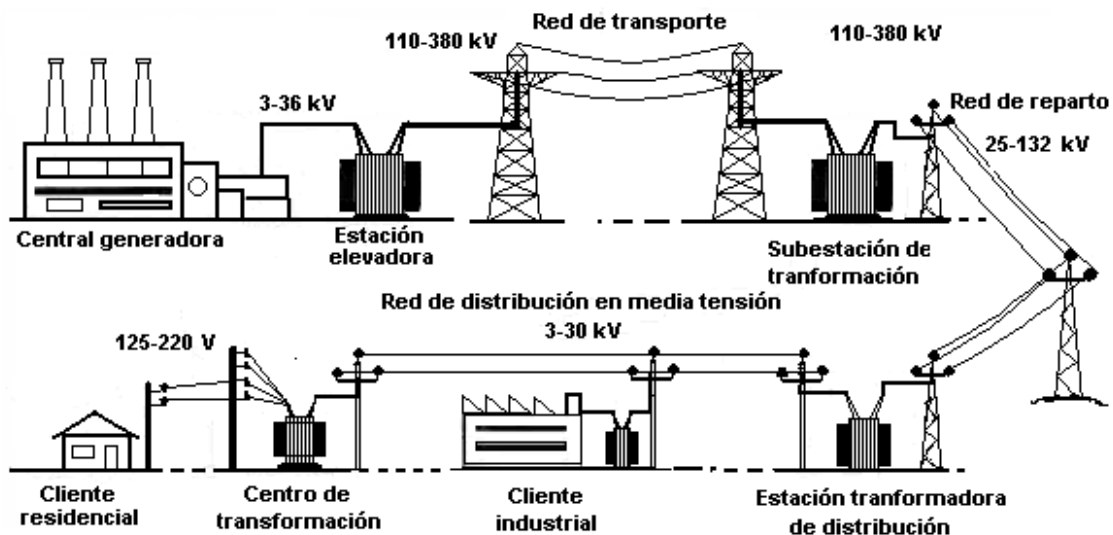 Red de transporte
110-380 kV
110-380 kV
3-36 kV
Red de reparto
25-132 kV
Central generadora
Estación
elevadora
Subestación de
tranformación
Red de distribución en media tensión
3-30 kV
125-220 V
Cliente
residencial
Centro de
transformación
Cliente
industrial
Estación tranformadora
de distribución